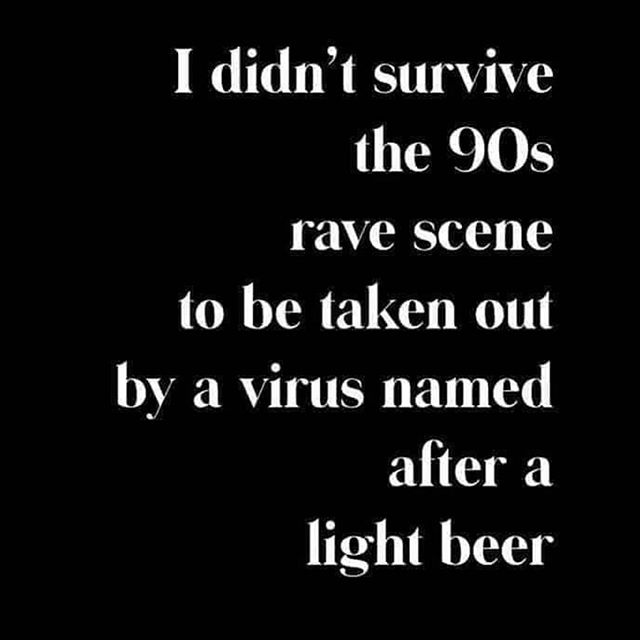 I didn’t survive
the 90s
rave scene
to be taken out
by a virus named
after a
light beer